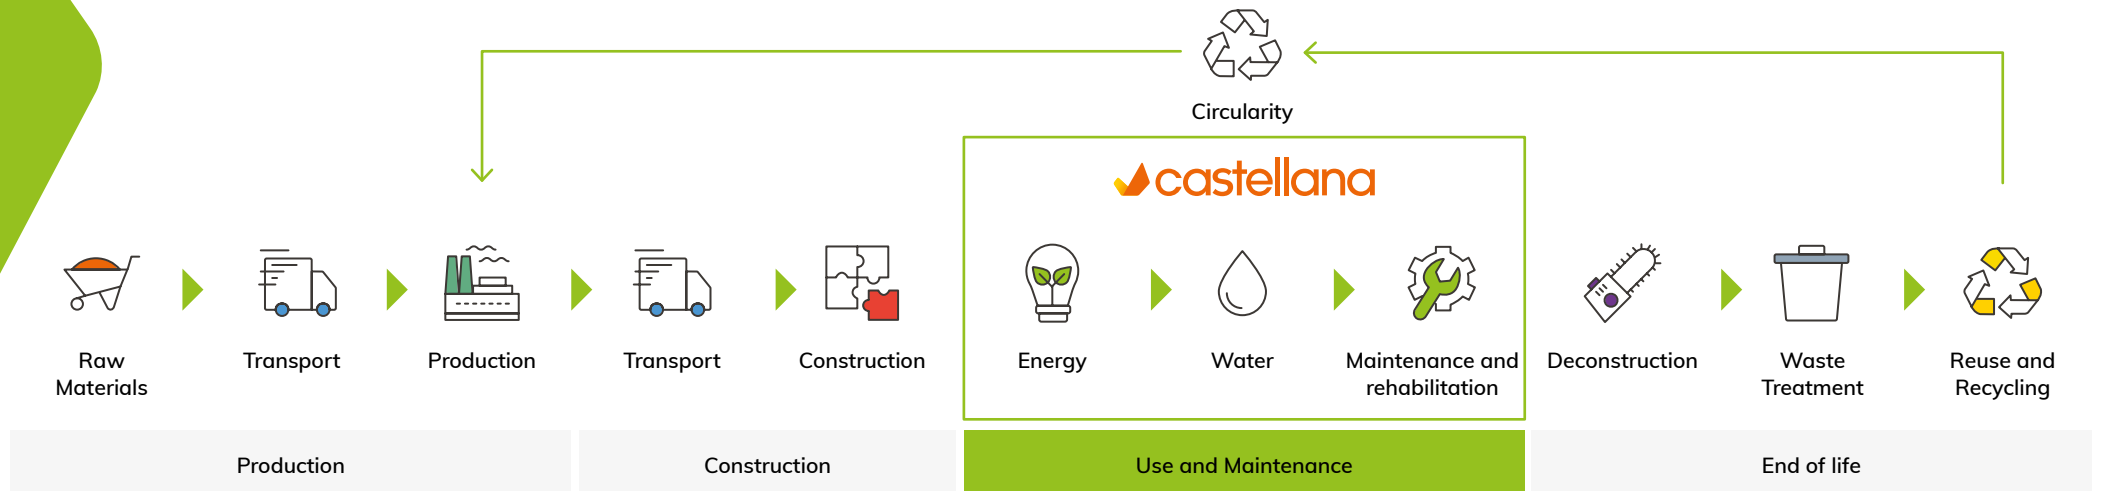 Circularity
castellana
Raw
Materials
Transport
Production
Transport
Construction
Energy
Water
Maintenance and
rehabilitation
Deconstruction
Waste
Treatment
Reuse and
Recycling
Production
Construction
Use and Maintenance
End of life